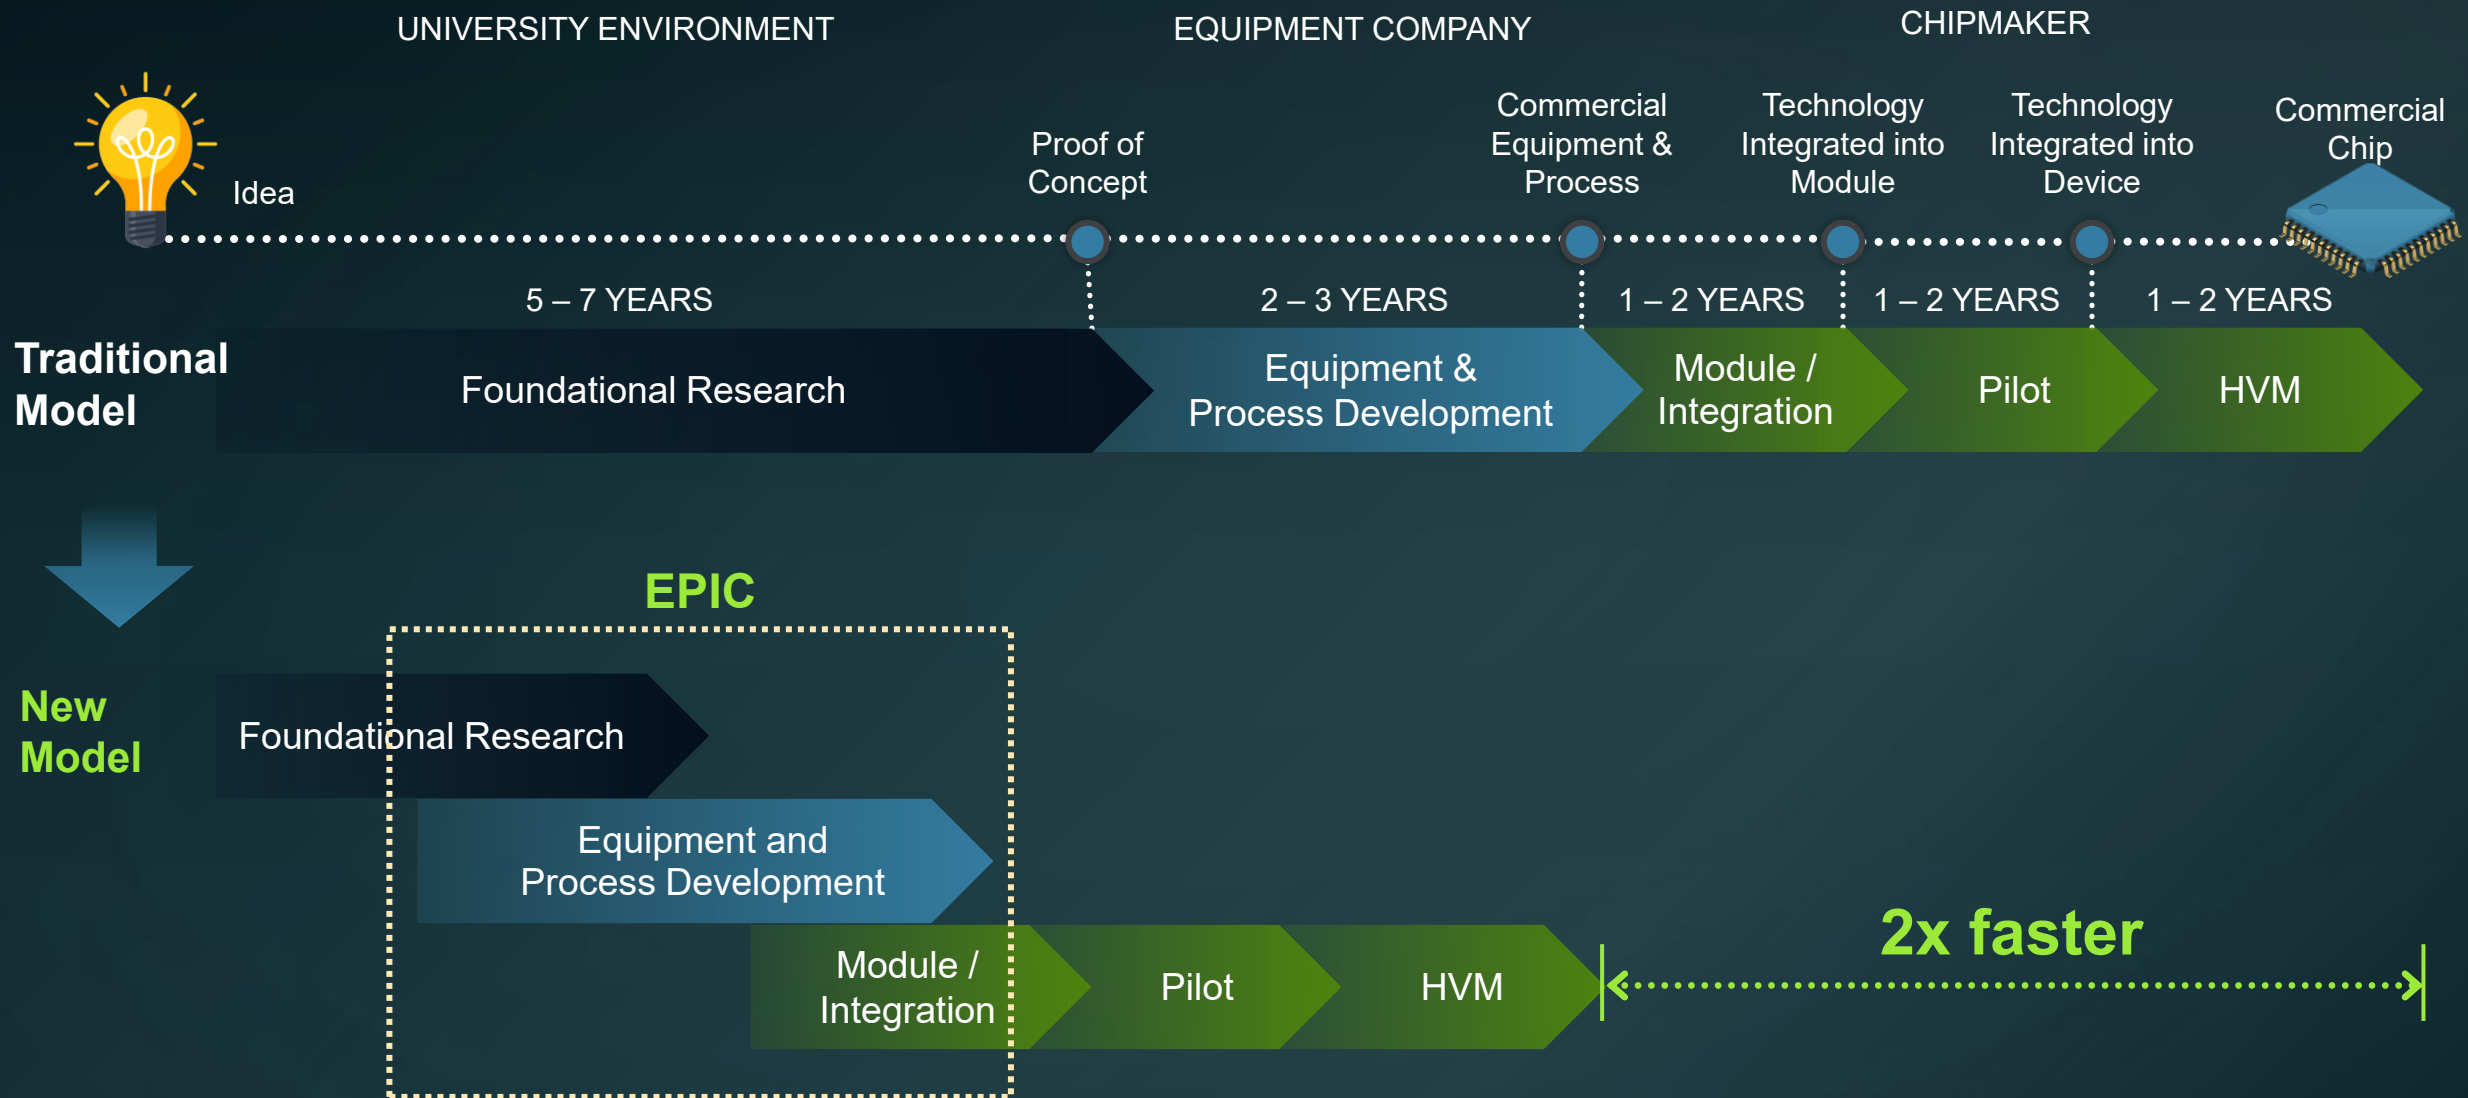 UNIVERSITY ENVIRONMENT
EQUIPMENT COMPANY
CHIPMAKER
Idea
Proof of
Concept
Commercial
Equipment &
Process
Technology
Integrated into
Module
Technology
Integrated into
Device
Commercial
Chip
5 – 7 YEARS
2 – 3 YEARS
1 – 2 YEARS
1 – 2 YEARS
1 – 2 YEARS
Traditional
Model
Foundational Research
Equipment &
Process Development
Module /
Integration
Pilot
HVM
EPIC
New
Model
Foundational Research
Equipment and
Process Development
Module /
Integration
Pilot
HVM
2x faster